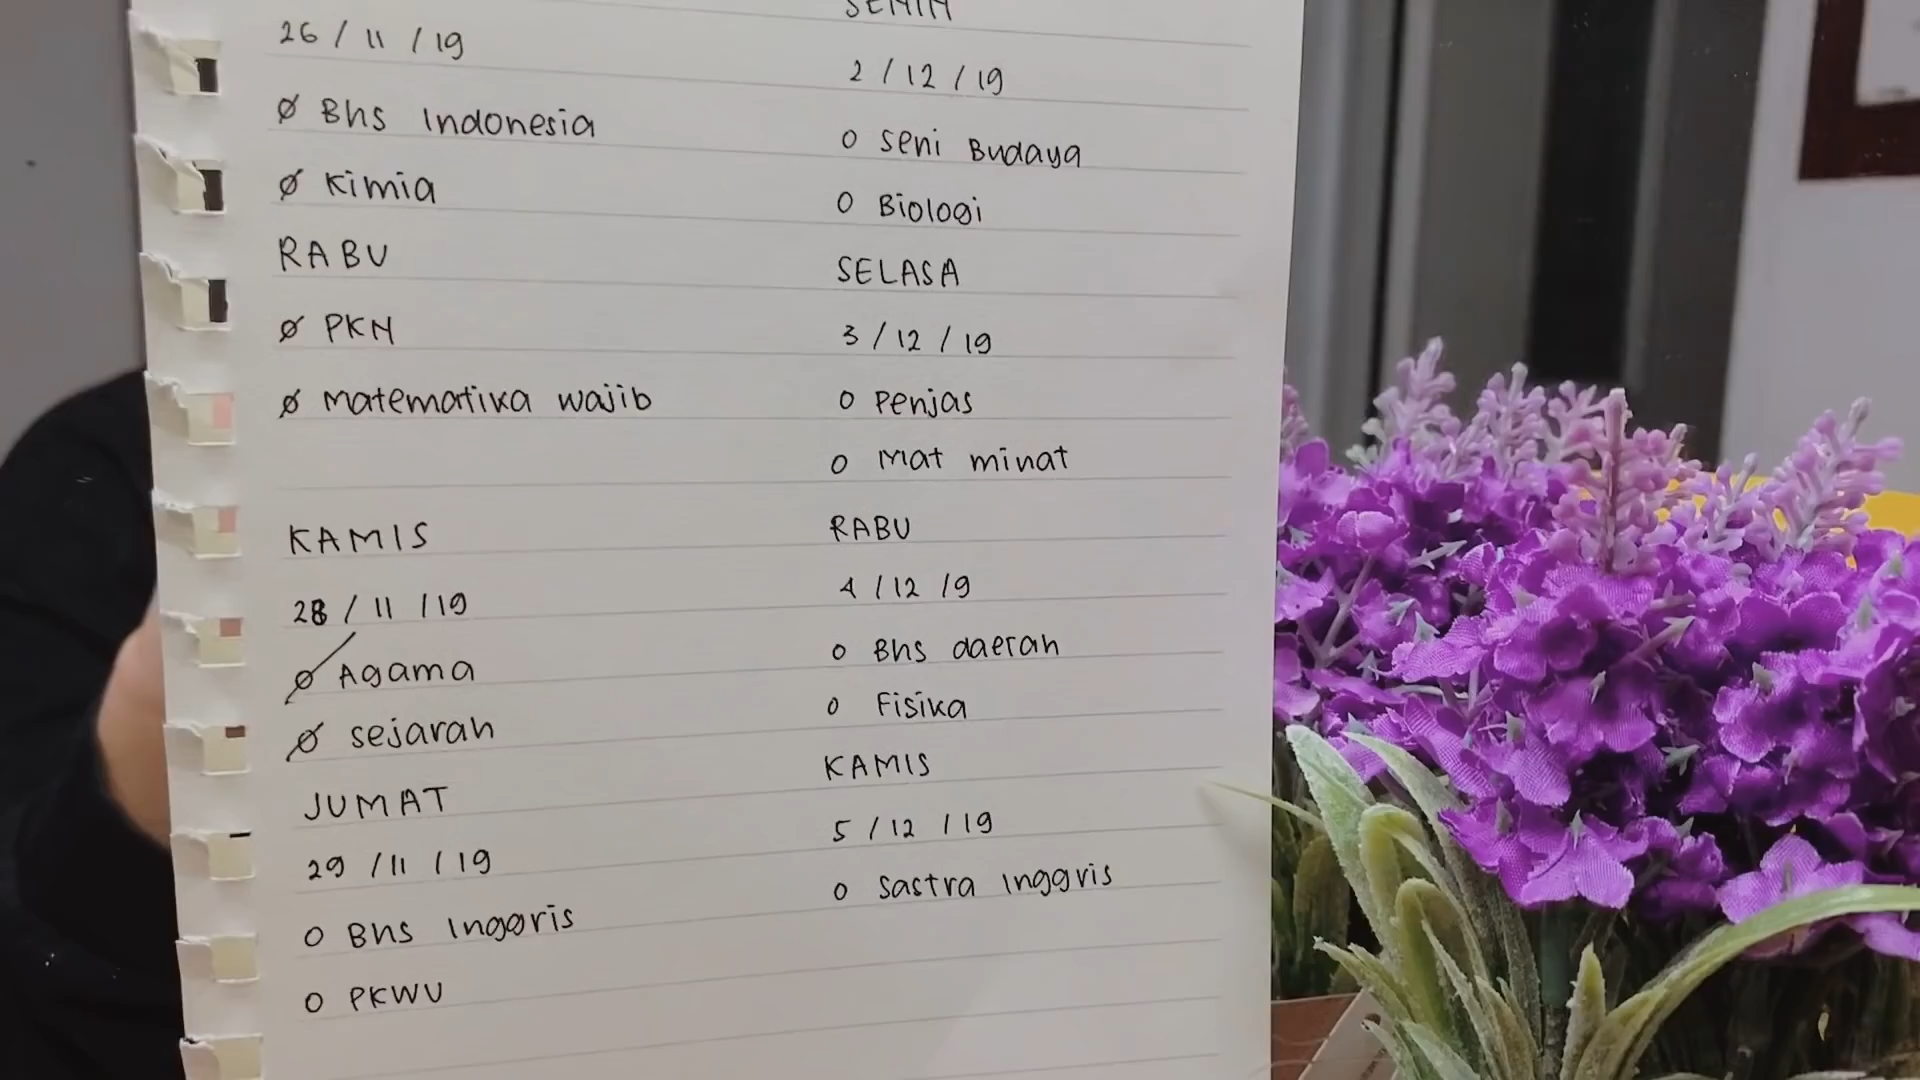 26 / 11 / 19
Ø Bhs Indonesia
Ø Kimia
RABU
Ø PKN
Ø Matematika wajib
KAMIS
28 / 11 / 19
Ø Agama
Ø sejarah
JUMAT
29 / 11 / 19
O Bhs Inggris
O PKWU
SENIN
2 / 12 / 19
O Seni Budaya
O Biologi
SELASA
3 / 12 / 19
O Penjas
O Mat minat
RABU
4 / 12 / 9
O Bhs daerah
O Fisika
KAMIS
5 / 12 / 19
O Sastra Inggris